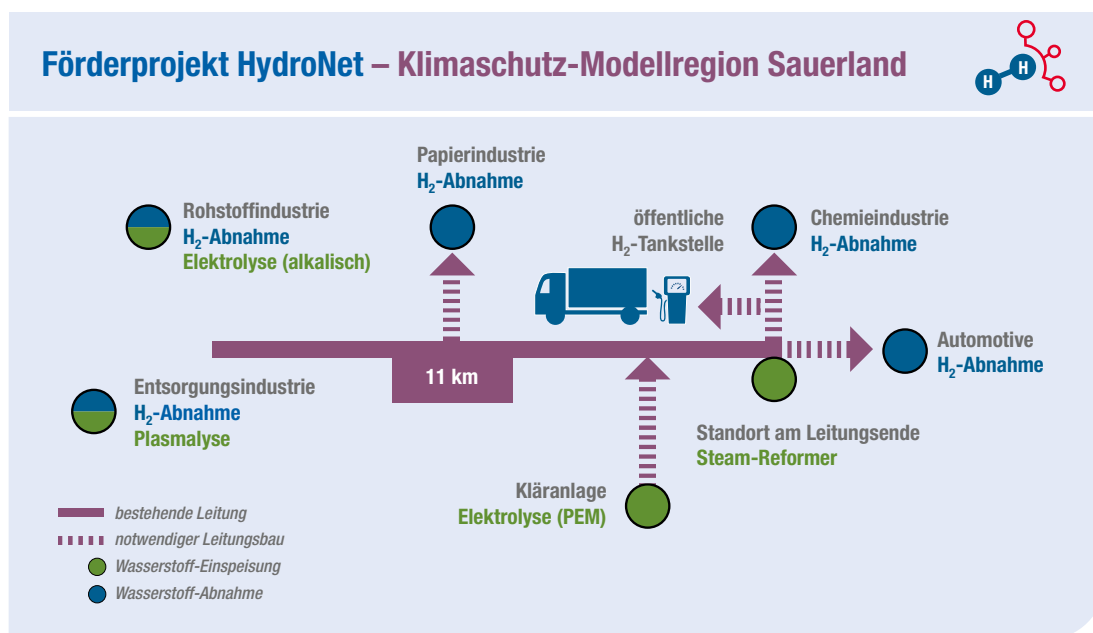 Förderprojekt HydroNet – Klimaschutz-Modellregion Sauerland
H H
Papierindustrie
H₂-Abnahme
Rohstoffindustrie
H₂-Abnahme
Elektrolyse (alkalisch)
öffentliche
H₂-Tankstelle
Chemieindustrie
H₂-Abnahme
Automotive
H₂-Abnahme
11 km
Entsorgungsindustrie
H₂-Abnahme
Plasmalyse
Standort am Leitungsende
Steam-Reformer
Kläranlage
Elektrolyse (PEM)
bestehende Leitung
notwendiger Leitungsbau
Wasserstoff-Einspeisung
Wasserstoff-Abnahme